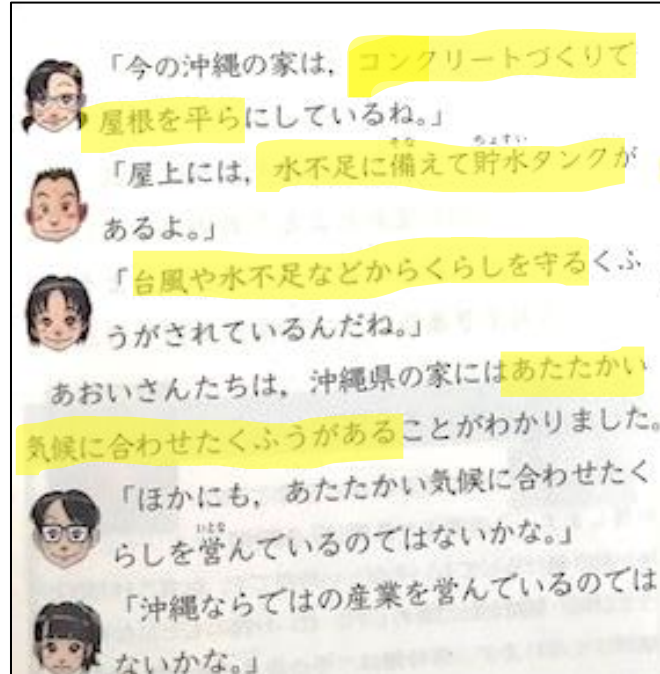 「今の沖縄の家は，コンクリートづくりで
屋根を平らにしているね。」
「屋上には，水不足に備えて貯水タンクが
あるよ。」
「台風や水不足などからくらしを守るくふ
うがされているんだね。」
あおいさんたちは，沖縄県の家にはあたたかい
気候に合わせたくふうがあることがわかりました。
「ほかにも，あたたかい気候に合わせたく
らしを営んでいるのではないかな。」
「沖縄ならではの産業を営んでいるのでは
ないかな。」